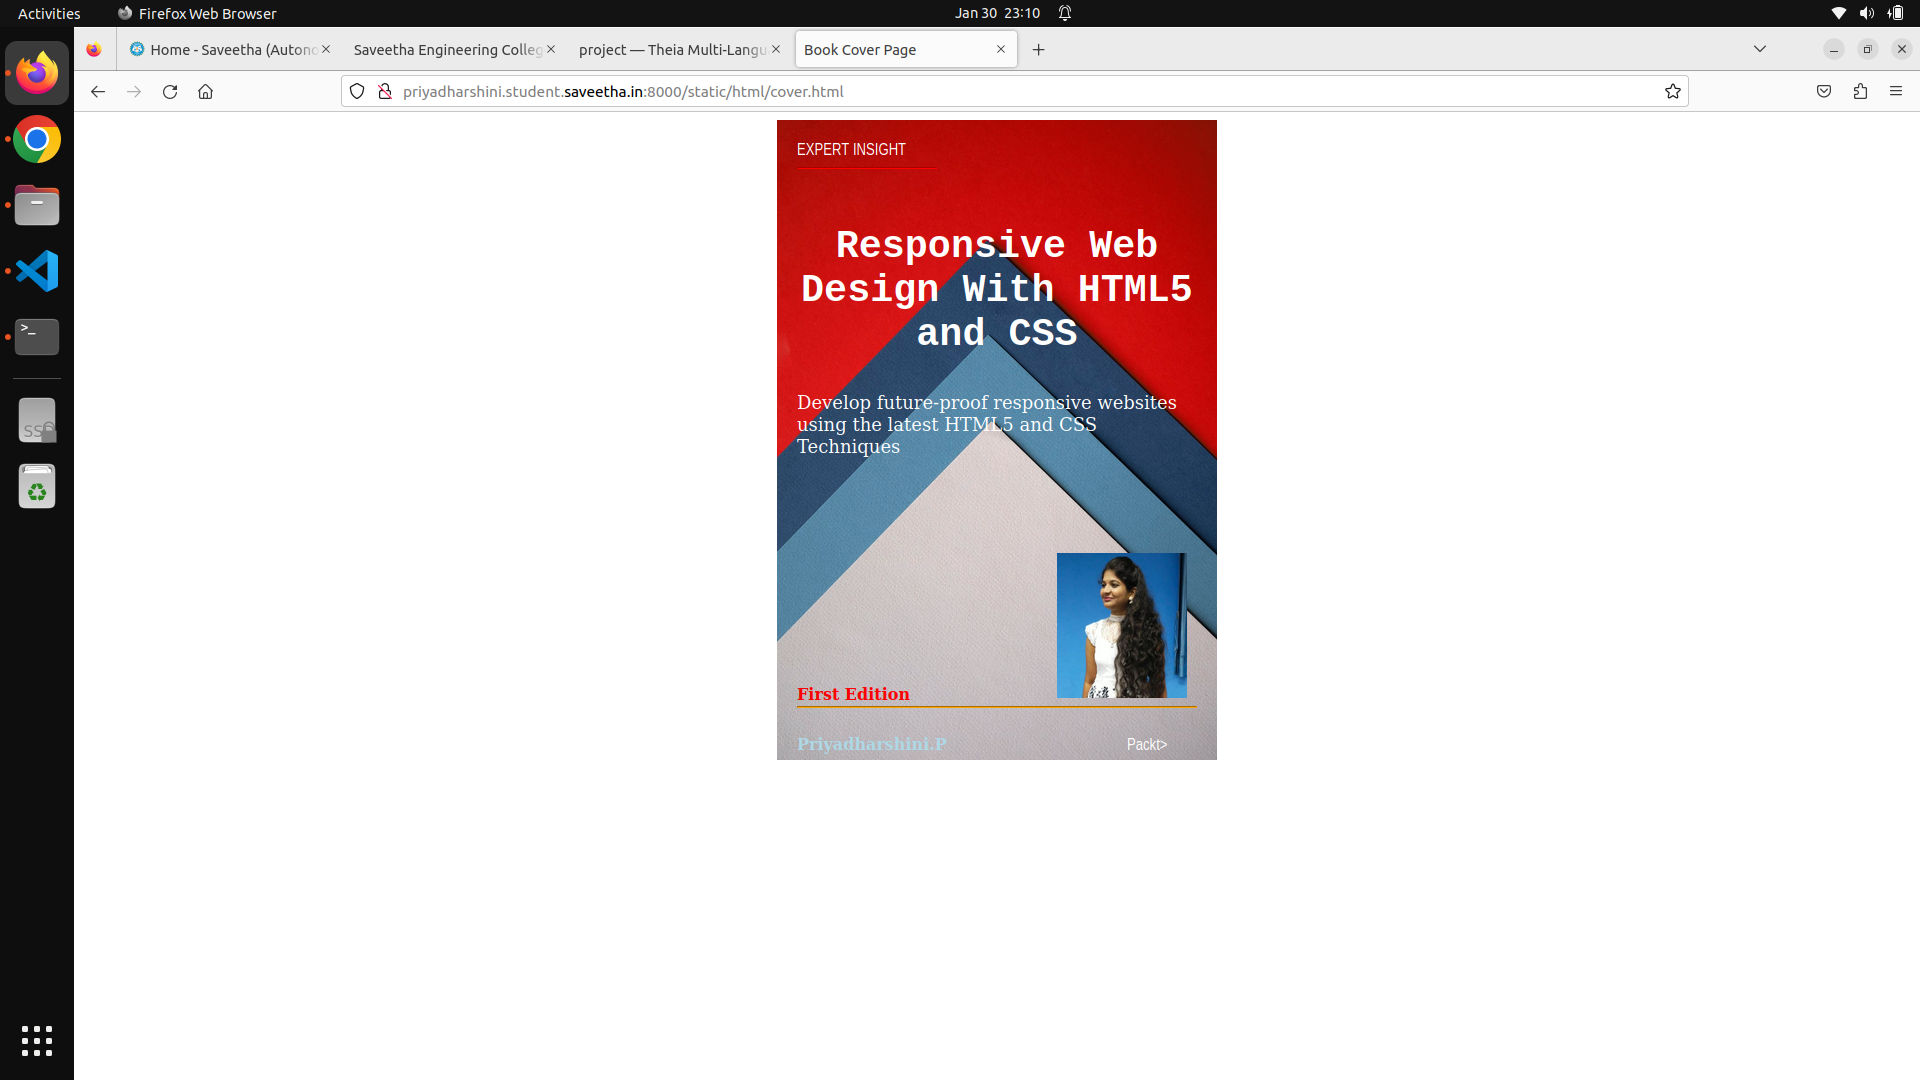 Activities
Firefox Web Browser
Jan 30 23:10
Home - Saveetha (Autono
Saveetha Engineering Colleg
project — Theia Multi-Langu
Book Cover Page
priyadharshini.student.saveetha.in:8000/static/html/cover.html
EXPERT INSIGHT
Responsive Web
Design With HTML5
and CSS
Develop future-proof responsive websites
using the latest HTML5 and CSS
Techniques
First Edition
Priyadharshini.P
Packt>
>_
SS